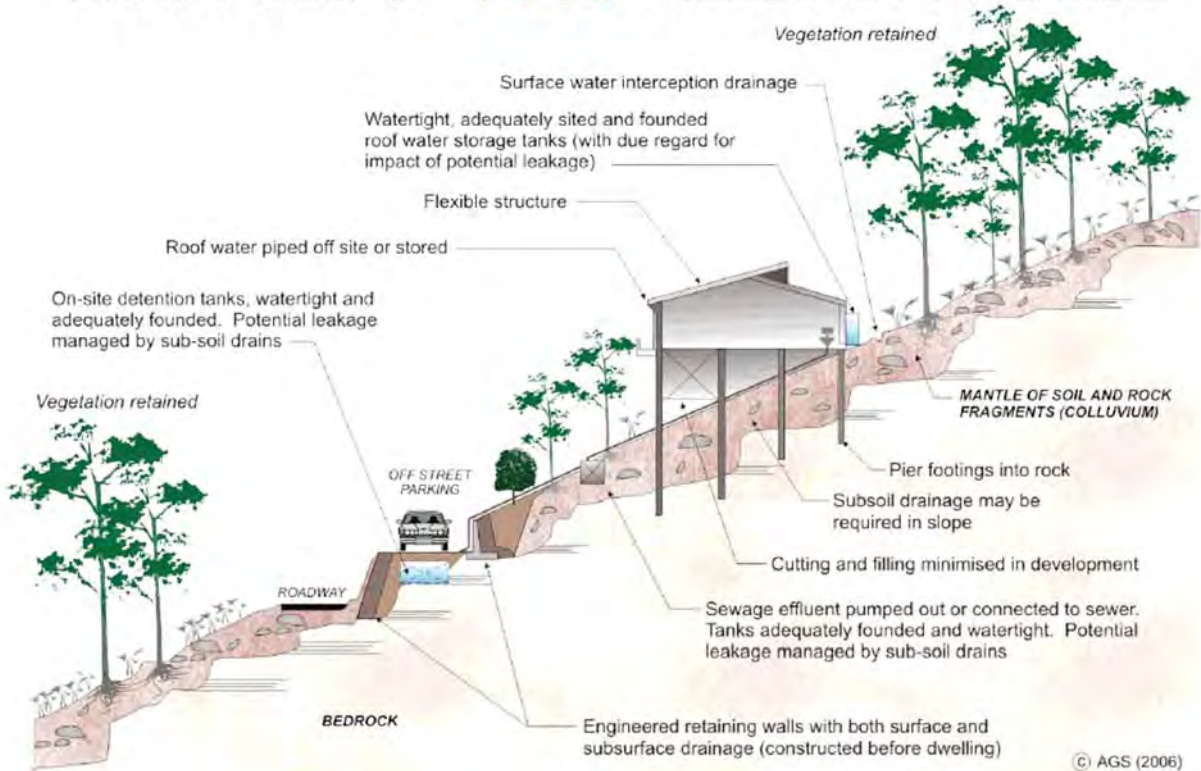 Vegetation retained
Surface water interception drainage
Watertight, adequately sited and founded
roof water storage tanks (with due regard for
impact of potential leakage)
Flexible structure
Roof water piped off site or stored
On-site detention tanks, watertight and
adequately founded. Potential leakage
managed by sub-soil drains
Vegetation retained
MANTLE OF SOIL AND ROCK
FRAGMENTS (COLLUVIUM)
Pier footings into rock
OFF STREET
PARKING
Subsoil drainage may be
required in slope
Cutting and filling minimised in development
ROADWAY
Sewage effluent pumped out or connected to sewer.
Tanks adequately founded and watertight. Potential
leakage managed by sub-soil drains
BEDROCK
Engineered retaining walls with both surface and
subsurface drainage (constructed before dwelling)
© AGS (2006)